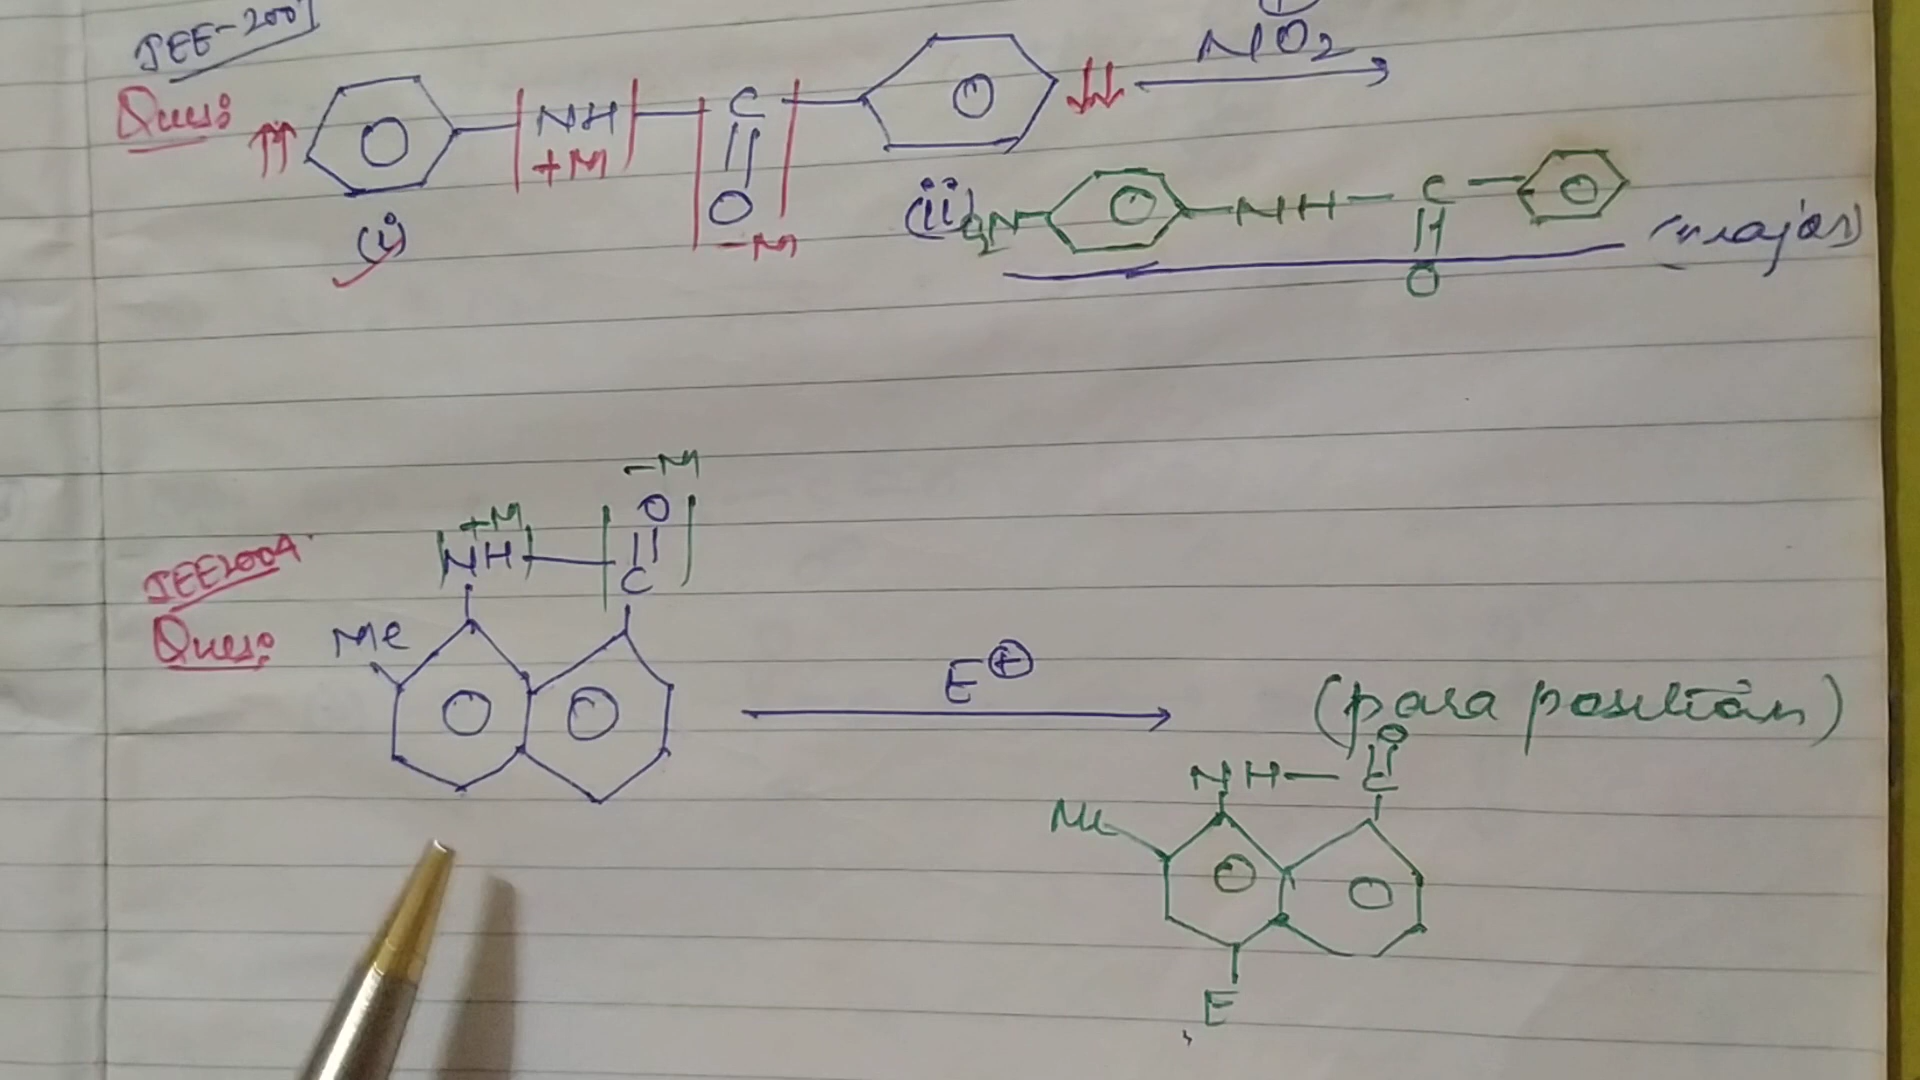 JEE-2001
Ques:
NH
+M
C
O
-M
NO2
+
(i)
(ii) O2N
NH
C
O
(major)
-M
+M
O
NH
C
JEE2004
Ques:
Me
E+
(para position)
O
NH
C
Me
E